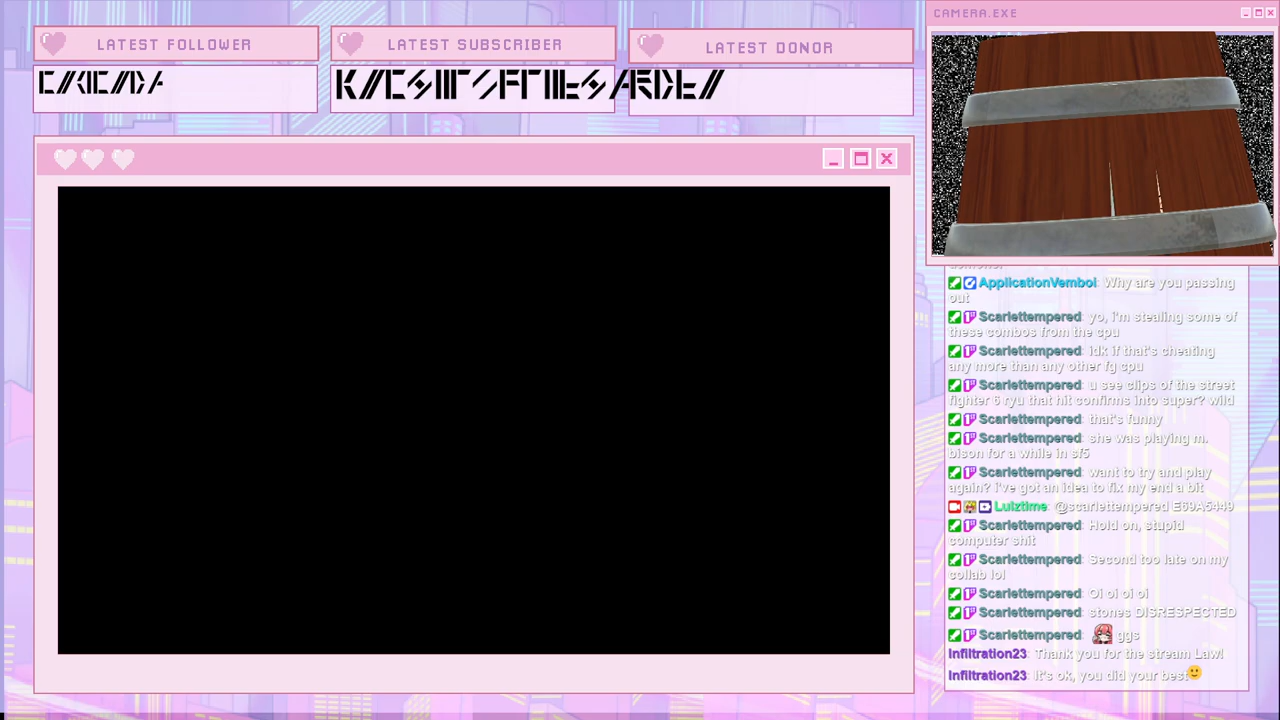 CAMERA.EXE
LATEST FOLLOWER
LATEST SUBSCRIBER
LATEST DONOR
ApplicationVembol: Why are you passing
out
Scarlettempered: yo, i'm stealing some of
these combos from the cpu
Scarlettempered: idk if that's cheating
any more than any other fg cpu
Scarlettempered: u see clips of the street
fighter 6 ryu that hit confirms into super? wild
Scarlettempered: that's funny
Scarlettempered: she was playing m.
bison for a while in sf5
Scarlettempered: want to try and play
again? i've got an idea to fix my end a bit
Luiztime: @scarlettempered E69A5449
Scarlettempered: Hold on, stupid
computer shit
Scarlettempered: Second too late on my
collab lol
Scarlettempered: Oi oi oi oi
Scarlettempered: stones DISRESPECTED
Scarlettempered: ggs
Infiltration23: Thank you for the stream Law!
Infiltration23: It's ok, you did your best